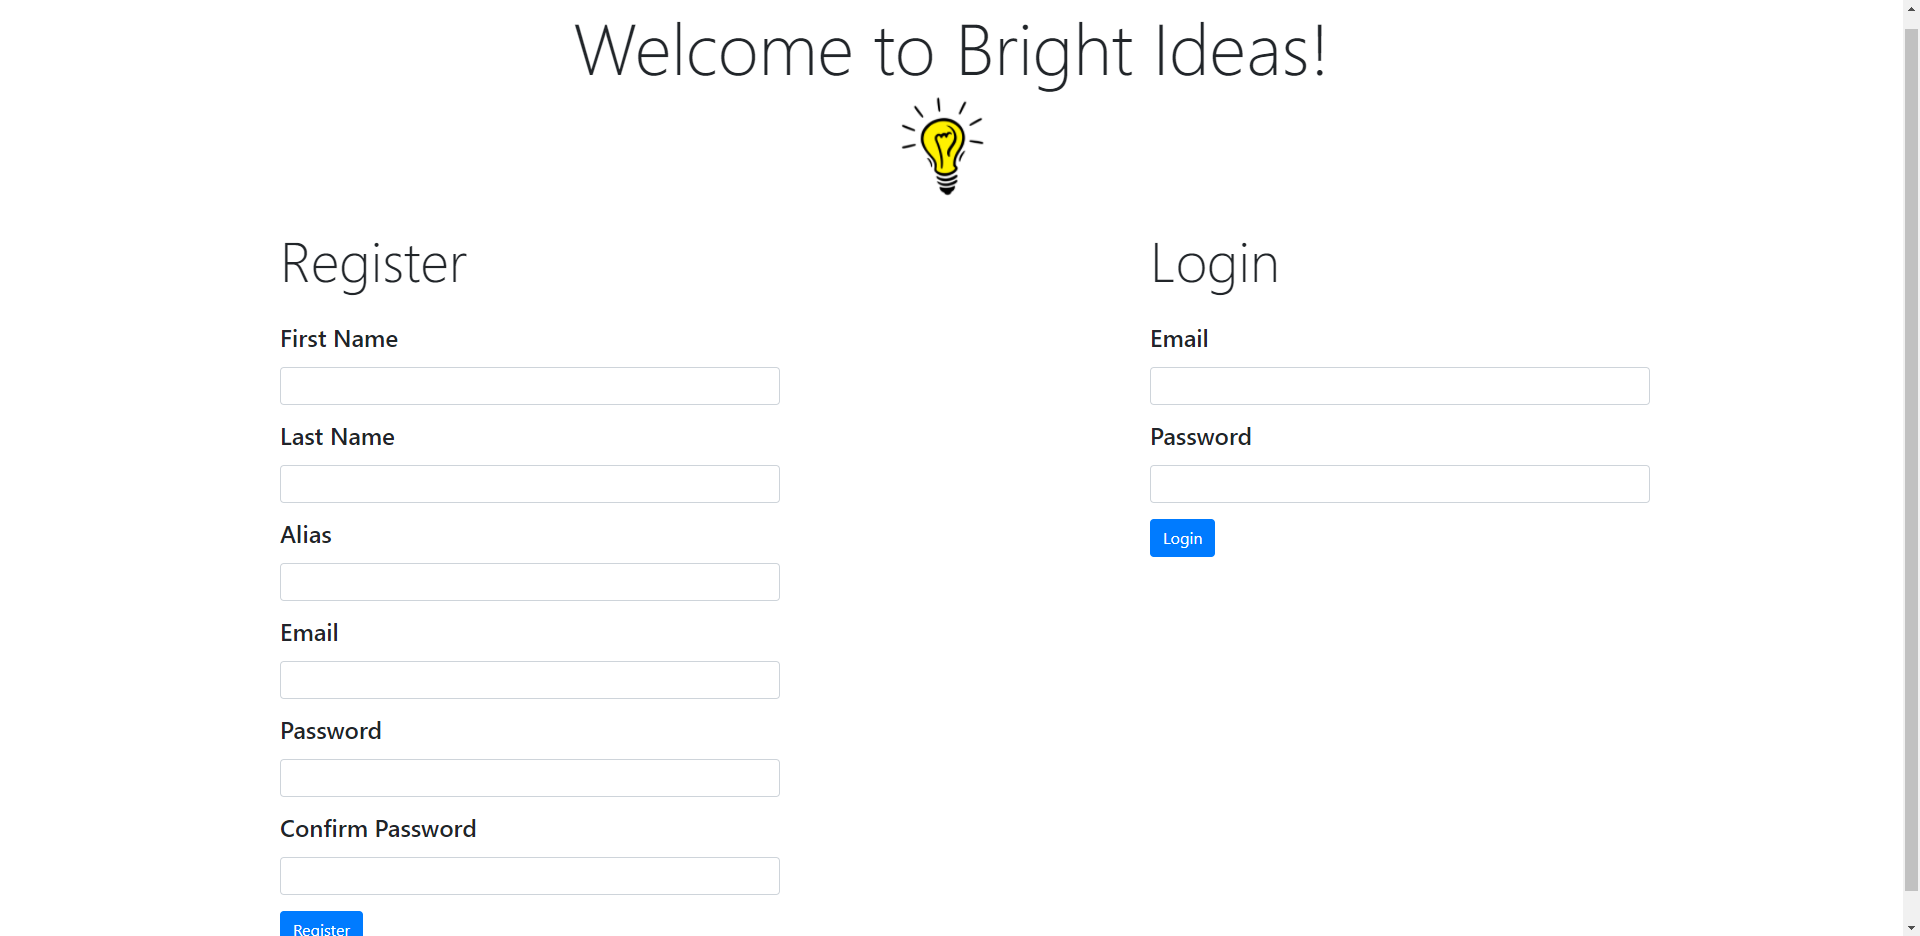 Welcome to Bright Ideas!
Register
First Name
Last Name
Alias
Email
Password
Confirm Password
Register
Login
Email
Password
Login